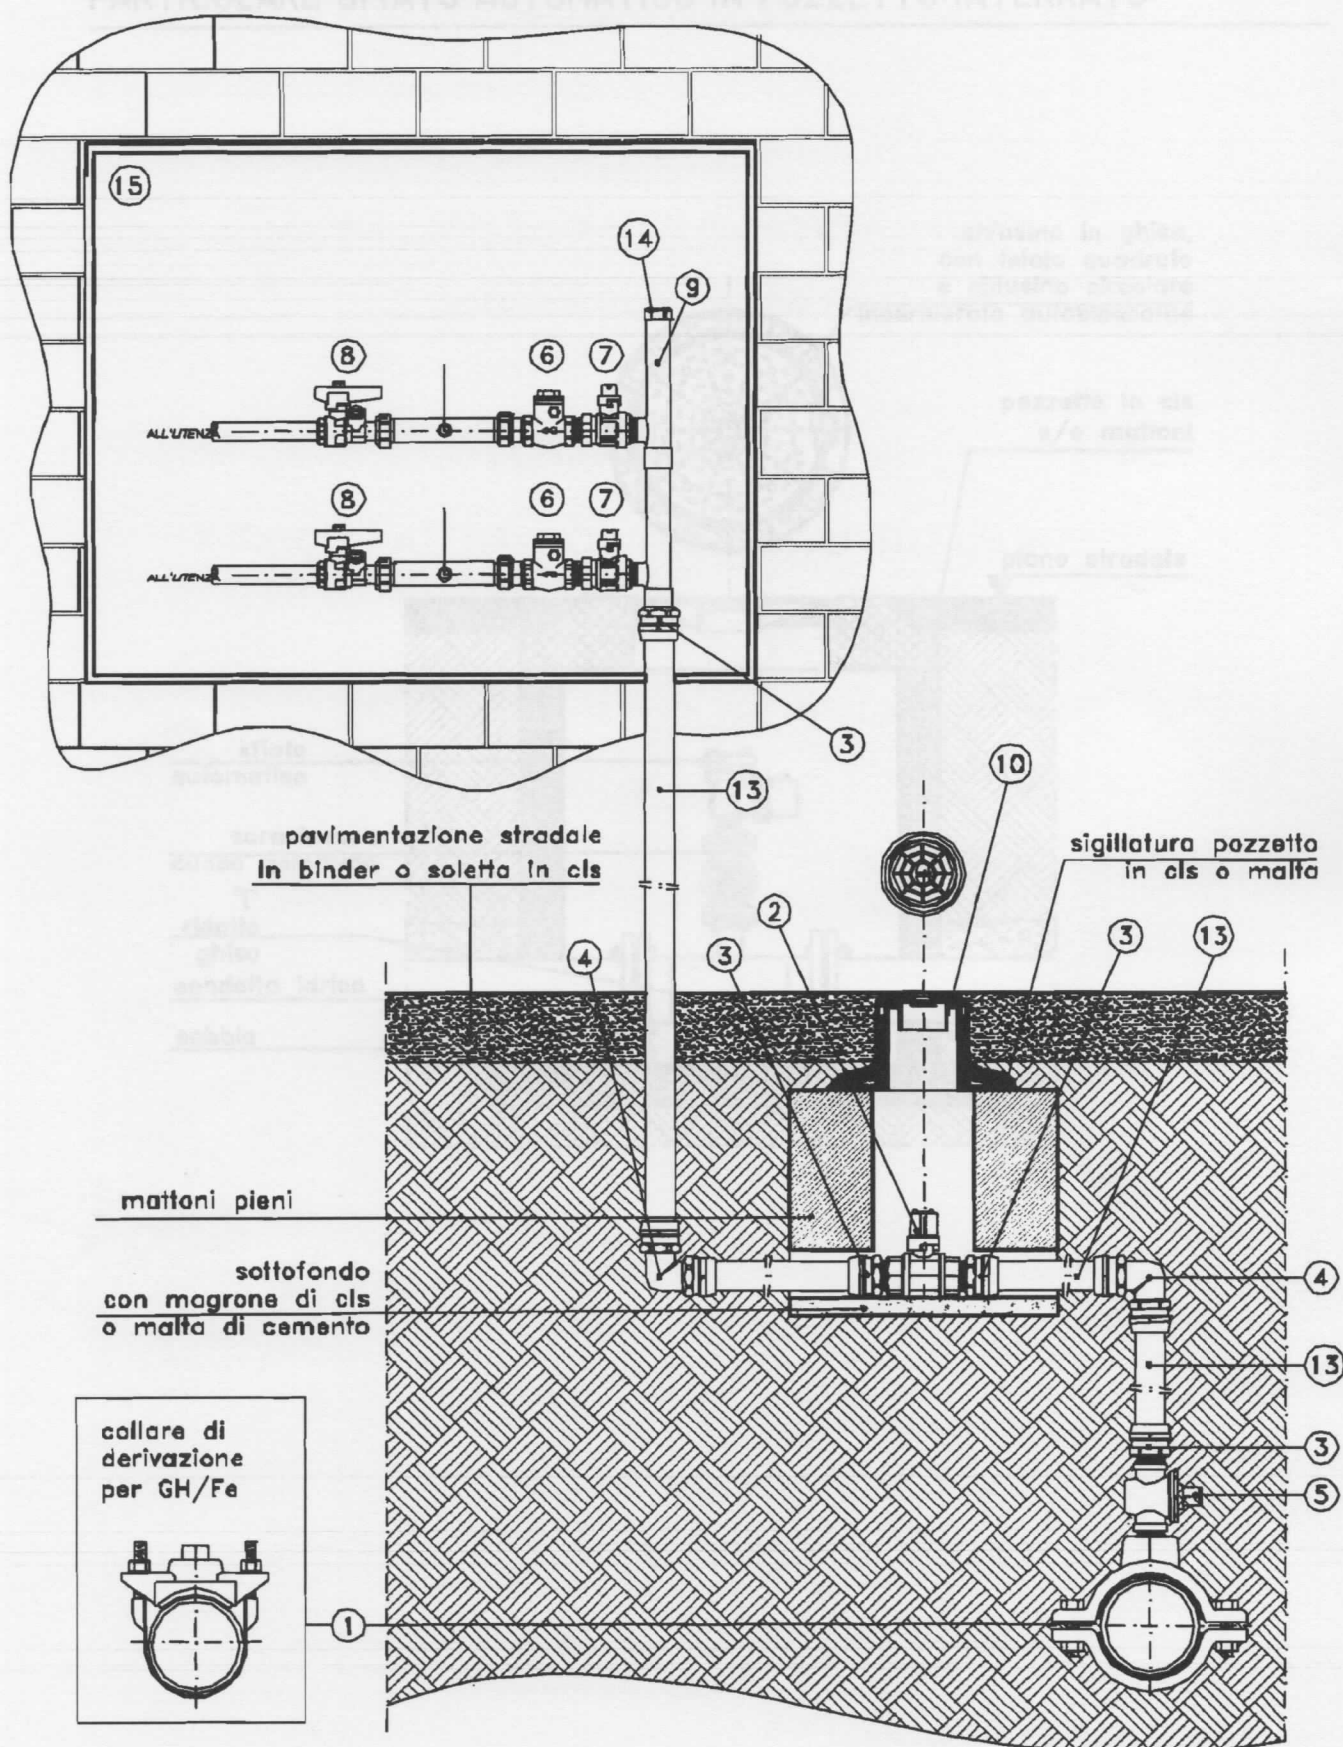 15
14
9
8
6
7
ALL'UTENZA
8
6
7
ALL'UTENZA
3
13
10
pavimentazione stradale
in binder o soletta in cls
sigillatura pozzetto
in cls o malta
2
4
3
3
13
mattoni pieni
sottofondo
con magrone di cls
o malta di cemento
4
13
collare di
derivazione
per GH/Fe
3
5
1